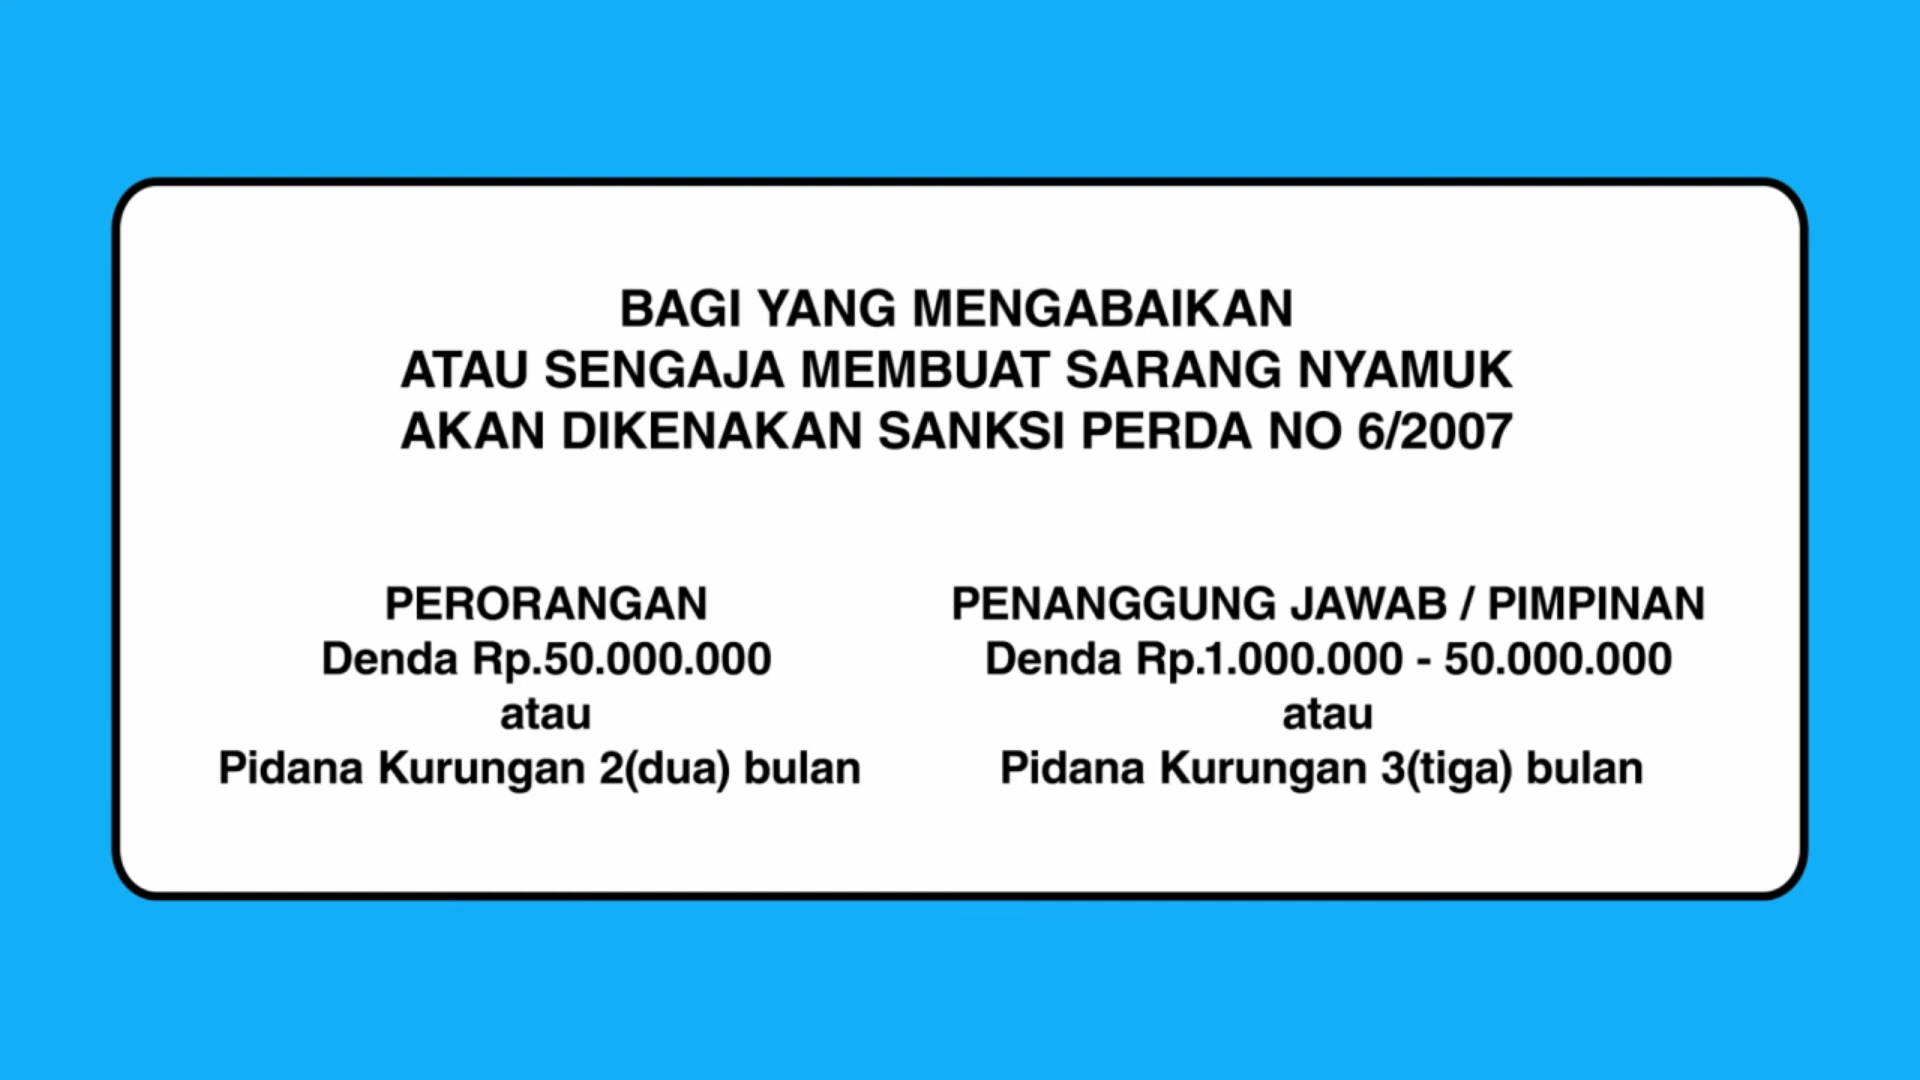 BAGI YANG MENGABAIKAN
ATAU SENGAJA MEMBUAT SARANG NYAMUK
AKAN DIKENAKAN SANKSI PERDA NO 6/2007
PERORANGAN
Denda Rp.50.000.000
atau
Pidana Kurungan 2(dua) bulan
PENANGGUNG JAWAB / PIMPINAN
Denda Rp.1.000.000 - 50.000.000
atau
Pidana Kurungan 3(tiga) bulan